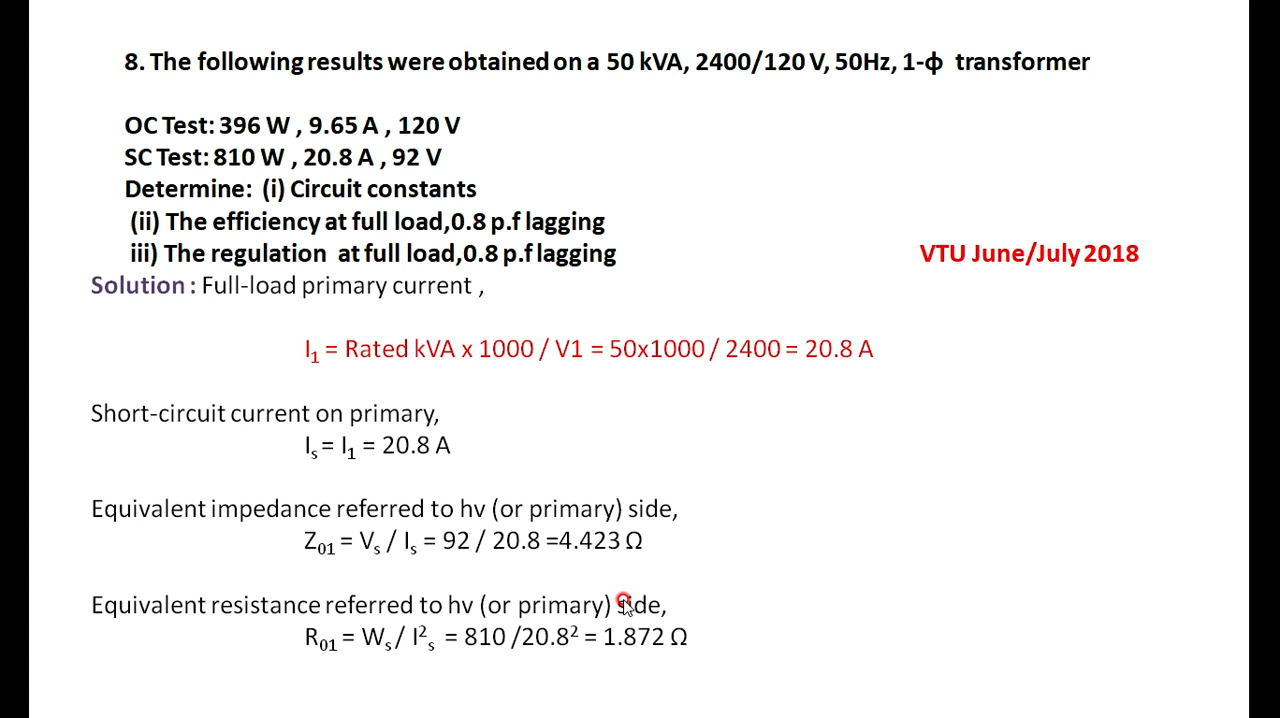 8. The following results were obtained on a 50 kVA, 2400/120 V, 50Hz, 1-ф transformer
OC Test: 396 W , 9.65 A , 120 V
SC Test: 810 W , 20.8 A , 92 V
Determine: (i) Circuit constants
(ii) The efficiency at full load,0.8 p.f lagging
iii) The regulation at full load,0.8 p.f lagging VTU June/July 2018
Solution : Full-load primary current ,
I₁ = Rated kVA x 1000 / V1 = 50x1000 / 2400 = 20.8 A
Short-circuit current on primary,
Iₛ = I₁ = 20.8 A
Equivalent impedance referred to hv (or primary) side,
Z₀₁ = Vₛ / Iₛ = 92 / 20.8 =4.423 Ω
Equivalent resistance referred to hv (or primary) side,
R₀₁ = Wₛ / I²ₛ = 810 /20.8² = 1.872 Ω